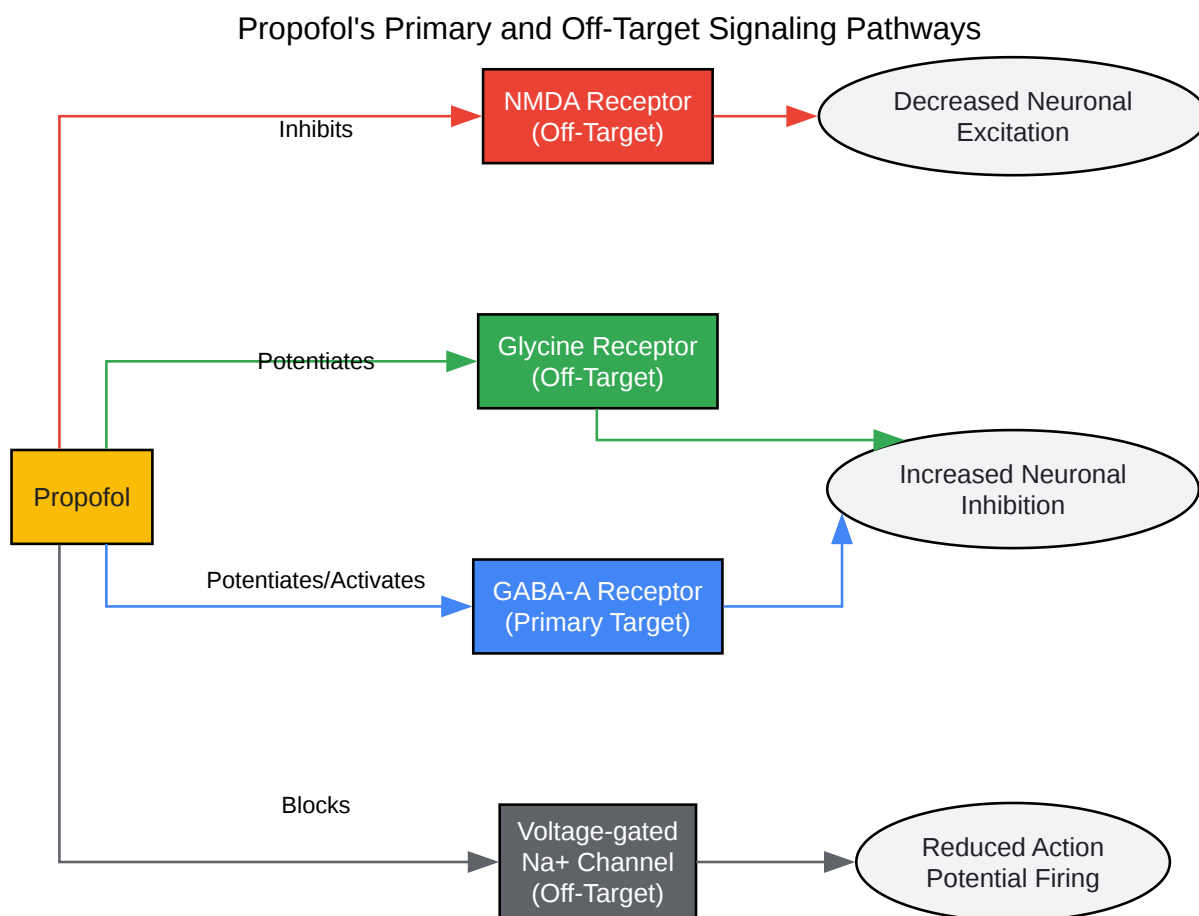 Propofol's Primary and Off-Target Signaling Pathways
NMDA Receptor
(Off-Target)
Decreased Neuronal
Excitation
Inhibits
Glycine Receptor
(Off-Target)
Potentiates
Increased Neuronal
Inhibition
Propofol
Potentiates/Activates
GABA-A Receptor
(Primary Target)
Blocks
Voltage-gated
Na+ Channel
(Off-Target)
Reduced Action
Potential Firing